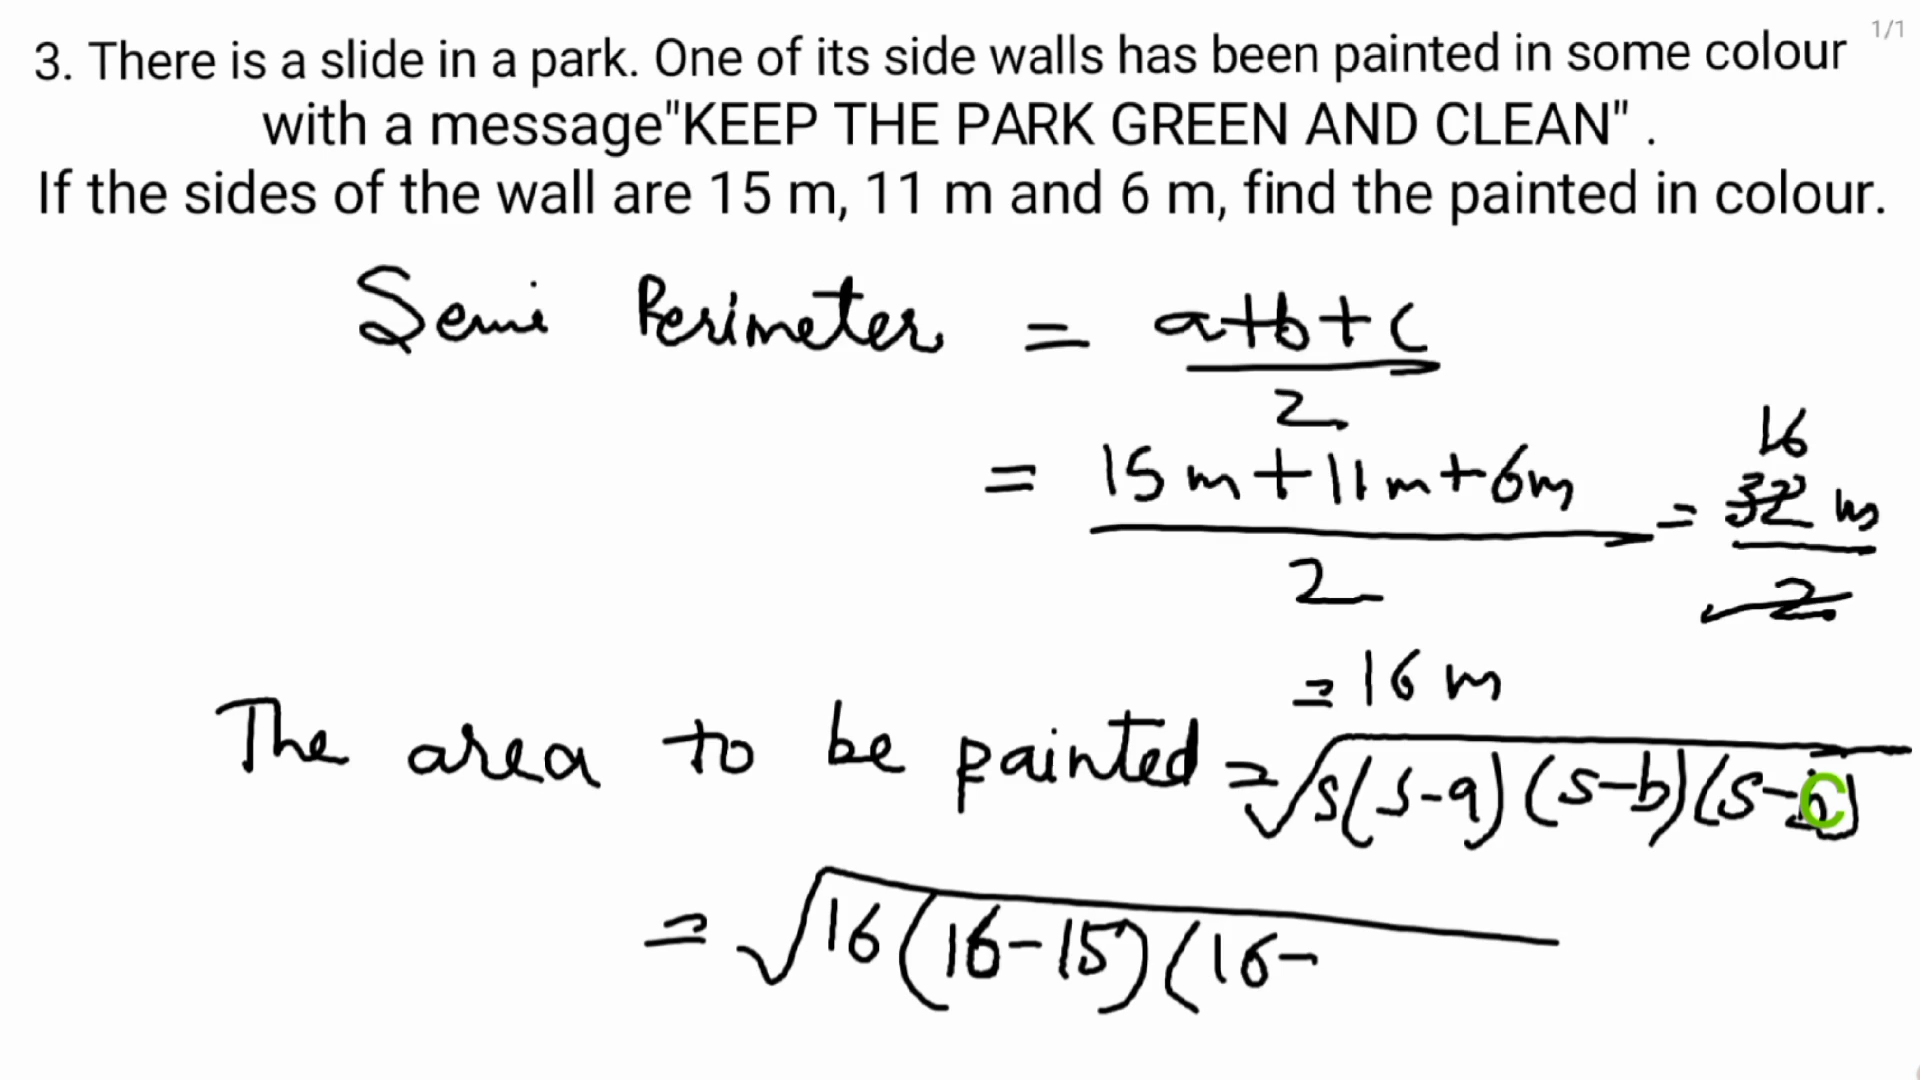 1/1
3. There is a slide in a park. One of its side walls has been painted in some colour
with a message"KEEP THE PARK GREEN AND CLEAN" .
If the sides of the wall are 15 m, 11 m and 6 m, find the painted in colour.
Semi Perimeter = a+b+c
2
16
= 15m+11m+6m = 32 m
2 2
= 16 m
The area to be painted = √s(s-a)(s-b)(s-c)
= √16(16-15)(16-